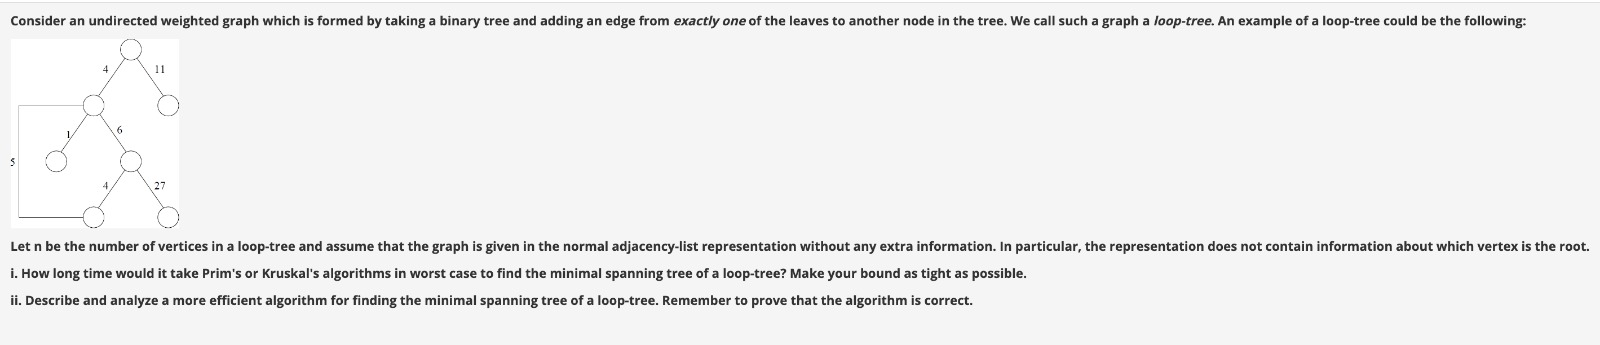 Consider an undirected weighted graph which is formed by taking a binary tree and adding an edge from exactly one of the leaves to another node in the tree. We call such a graph a loop-tree. An example of a loop-tree could be the following:
4 11
1 6
5
4 27
Let n be the number of vertices in a loop-tree and assume that the graph is given in the normal adjacency-list representation without any extra information. In particular, the representation does not contain information about which vertex is the root.
i. How long time would it take Prim's or Kruskal's algorithms in worst case to find the minimal spanning tree of a loop-tree? Make your bound as tight as possible.
ii. Describe and analyze a more efficient algorithm for finding the minimal spanning tree of a loop-tree. Remember to prove that the algorithm is correct.